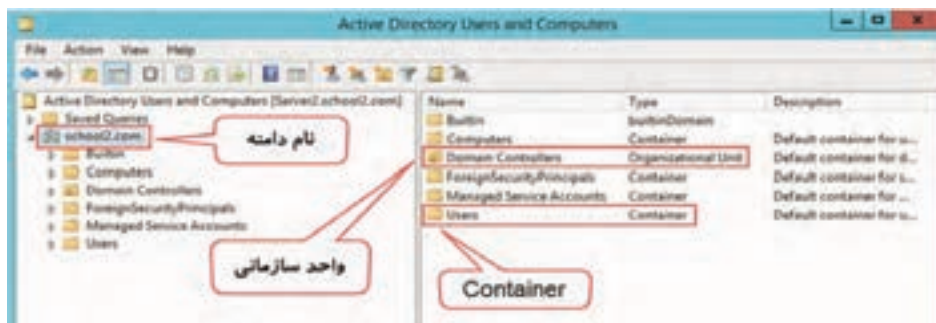 Active Directory Users and Computers
File Action View Help
Active Directory Users and Computers [Server2.school2.com]
Saved Queries
school2.com
Builtin
Computers
Domain Controllers
ForeignSecurityPrincipals
Managed Service Accounts
Users
نام دامنه
واحد سازمانی
Name Type Description
Builtin builtinDomain
Computers Container Default container for u...
Domain Controllers Organizational Unit Default container for d...
ForeignSecurityPrincipals Container Default container for s...
Managed Service Accounts Container Default container for ...
Users Container Default container for u...
Container